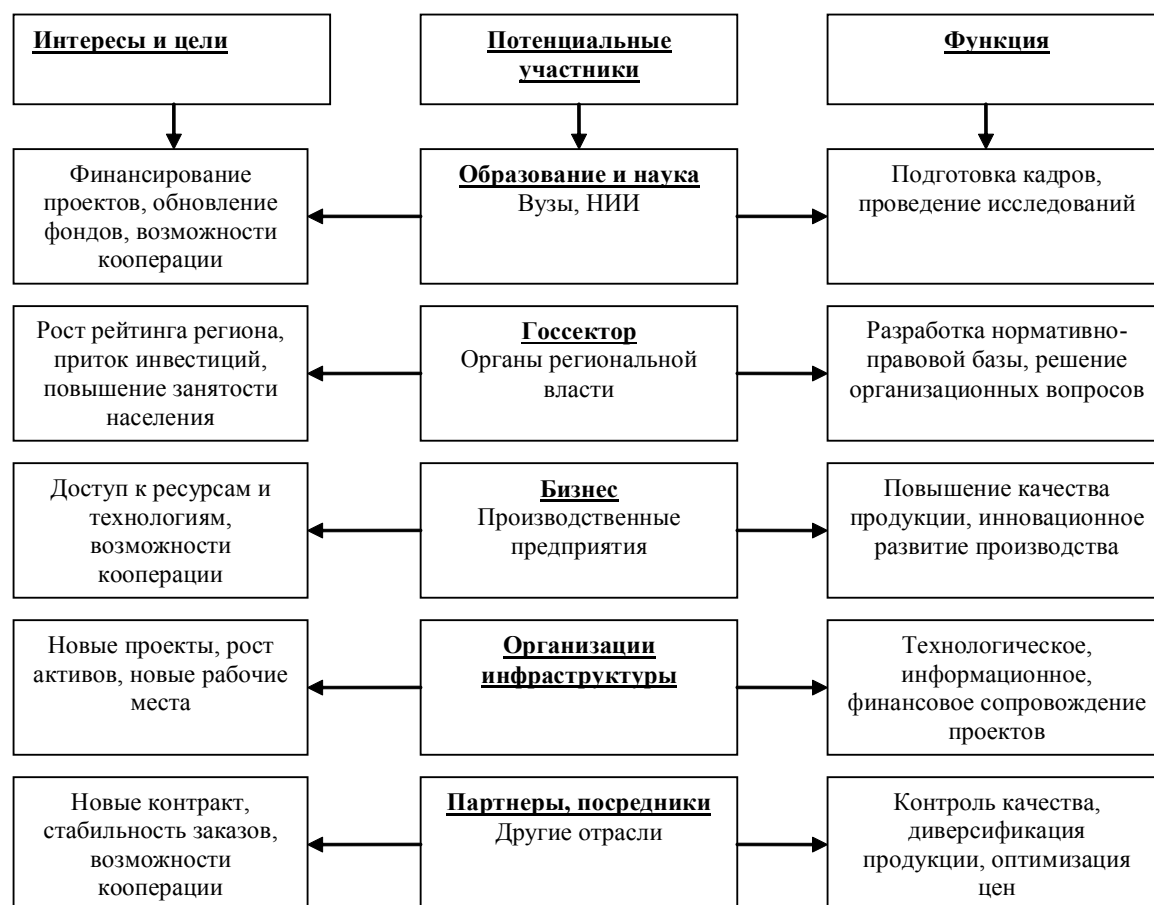 Интересы и цели
Потенциальные
участники
Функция
Финансирование
проектов, обновление
фондов, возможности
кооперации
Образование и наука
Вузы, НИИ
Подготовка кадров,
проведение исследований
Рост рейтинга региона,
приток инвестиций,
повышение занятости
населения
Госсектор
Органы региональной
власти
Разработка нормативно-
правовой базы, решение
организационных вопросов
Доступ к ресурсам и
технологиям,
возможности
кооперации
Бизнес
Производственные
предприятия
Повышение качества
продукции, инновационное
развитие производства
Новые проекты, рост
активов, новые рабочие
места
Организации
инфраструктуры
Технологическое,
информационное,
финансовое сопровождение
проектов
Новые контракт,
стабильность заказов,
возможности
кооперации
Партнеры, посредники
Другие отрасли
Контроль качества,
диверсификация
продукции, оптимизация
цен